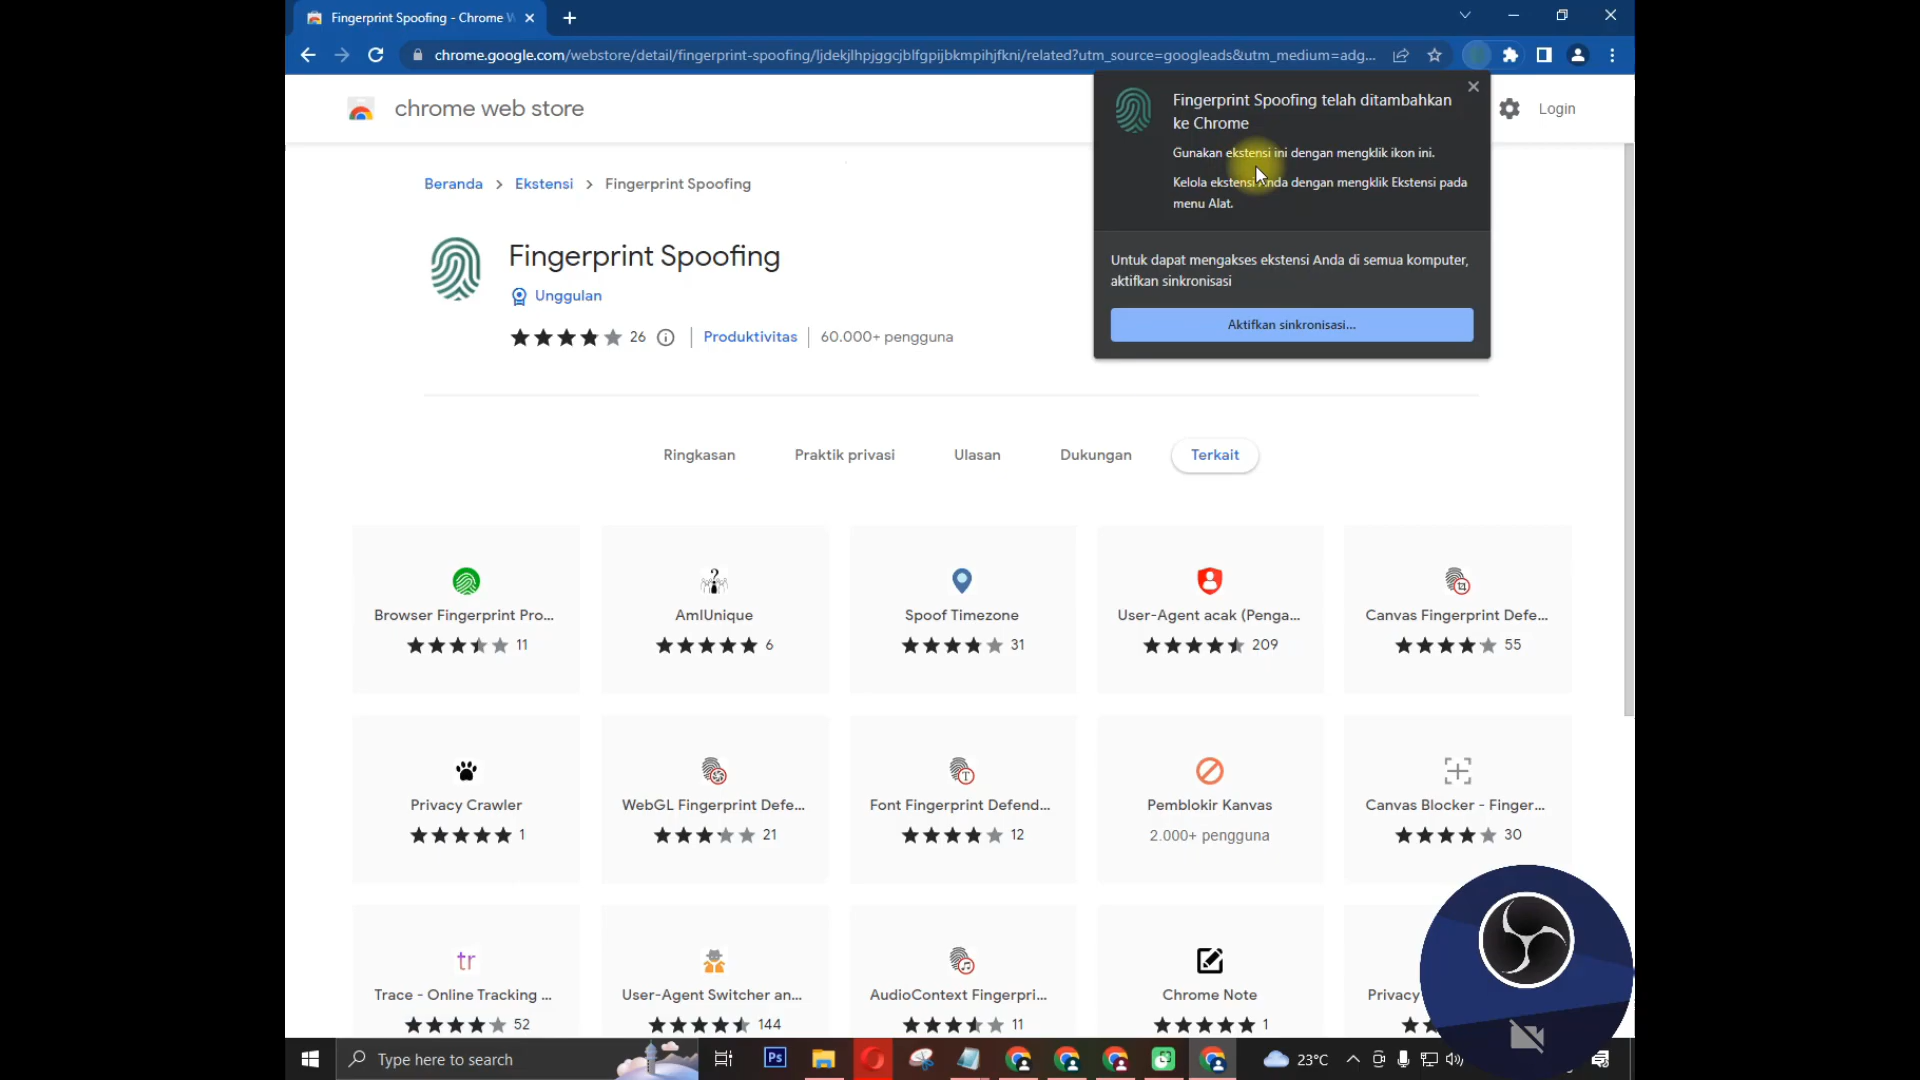 Fingerprint Spoofing - Chrome W
chrome.google.com/webstore/detail/fingerprint-spoofing/ljdekjlhpjggcjblfgpijbkmpihjfkni/related?utm_source=googleads&utm_medium=adg...
chrome web store
Login
Fingerprint Spoofing telah ditambahkan
ke Chrome
Gunakan ekstensi ini dengan mengklik ikon ini.
Kelola ekstensi Anda dengan mengklik Ekstensi pada
menu Alat.
Untuk dapat mengakses ekstensi Anda di semua komputer,
aktifkan sinkronisasi
Aktifkan sinkronisasi...
Beranda > Ekstensi > Fingerprint Spoofing
Fingerprint Spoofing
Unggulan
26 Produktivitas 60.000+ pengguna
Ringkasan Praktik privasi Ulasan Dukungan Terkait
Browser Fingerprint Pro...
11
AmIUnique
6
Spoof Timezone
31
User-Agent acak (Penga...
209
Canvas Fingerprint Defe...
55
Privacy Crawler
1
WebGL Fingerprint Defe...
21
Font Fingerprint Defend...
12
Pemblokir Kanvas
2.000+ pengguna
Canvas Blocker - Finger...
30
tr
Trace - Online Tracking ...
52
User-Agent Switcher an...
144
AudioContext Fingerpri...
11
Chrome Note
1
Privacy
Type here to search
Ps
23°C